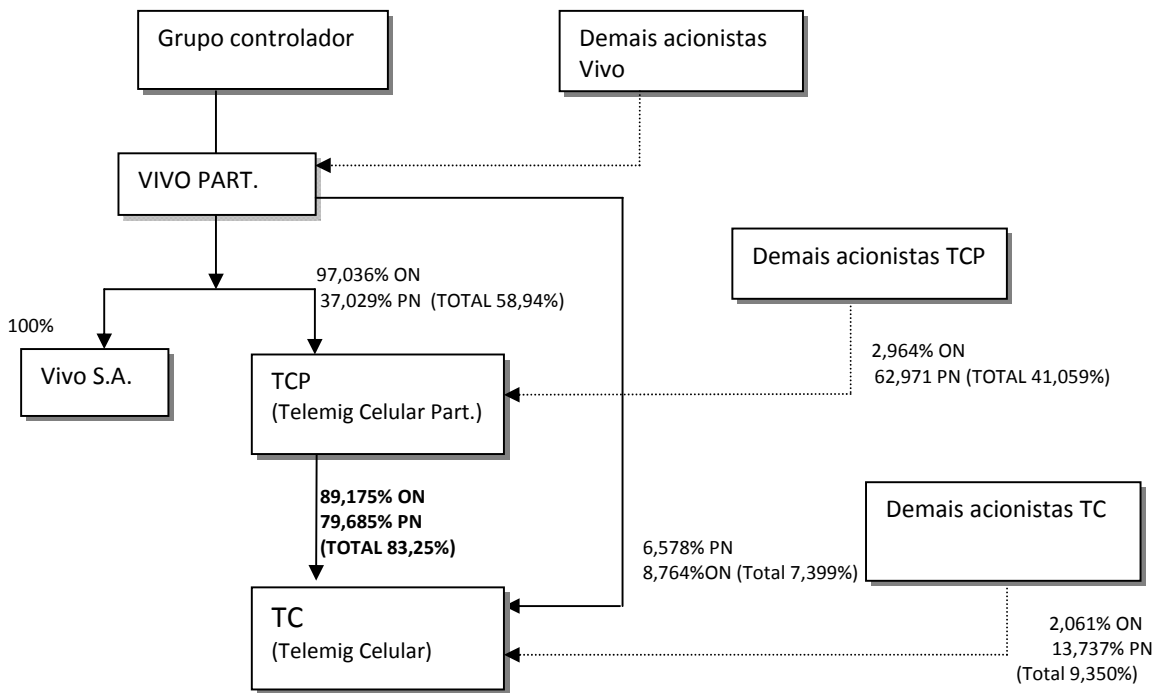 Grupo controlador
Demais acionistas
Vivo
VIVO PART.
Demais acionistas TCP
97,036% ON
37,029% PN (TOTAL 58,94%)
100%
Vivo S.A.
TCP
(Telemig Celular Part.)
2,964% ON
62,971 PN (TOTAL 41,059%)
89,175% ON
79,685% PN
(TOTAL 83,25%)
Demais acionistas TC
6,578% PN
8,764%ON (Total 7,399%)
TC
(Telemig Celular)
2,061% ON
13,737% PN
(Total 9,350%)